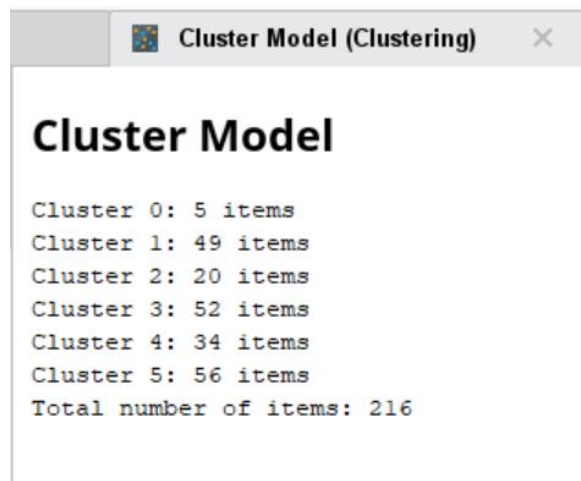 Cluster Model (Clustering)
Cluster Model
Cluster 0: 5 items
Cluster 1: 49 items
Cluster 2: 20 items
Cluster 3: 52 items
Cluster 4: 34 items
Cluster 5: 56 items
Total number of items: 216